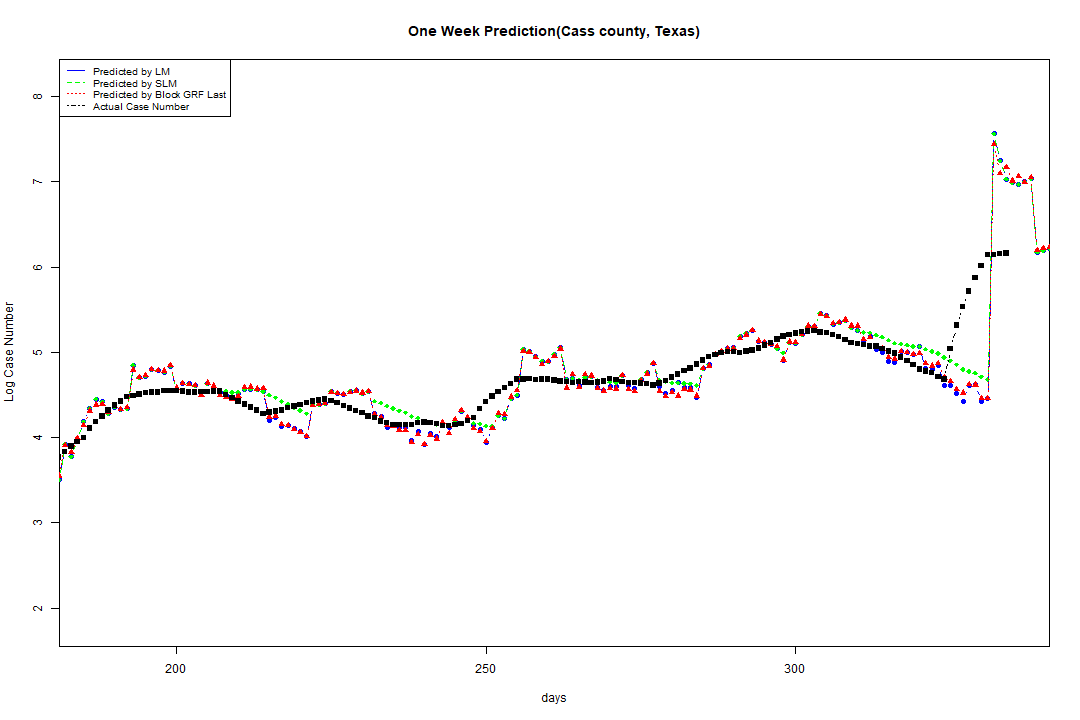 One Week Prediction(Cass county, Texas)
Predicted by LM
Predicted by SLM
Predicted by Block GRF Last
Actual Case Number
8
7
6
5
4
3
2
Log Case Number
200 250 300
days